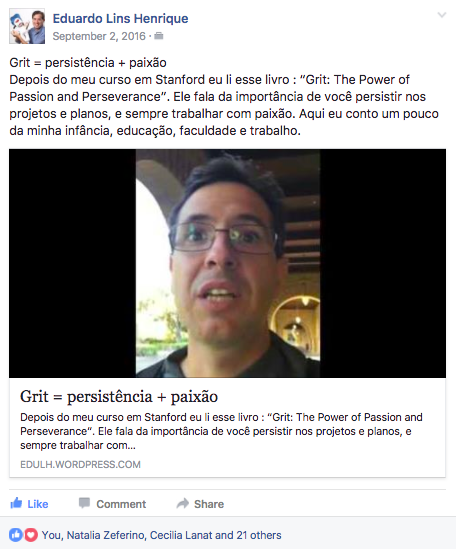 Eduardo Lins Henrique
September 2, 2016 ·
Grit = persistência + paixão
Depois do meu curso em Stanford eu li esse livro : “Grit: The Power of
Passion and Perseverance”. Ele fala da importância de você persistir nos
projetos e planos, e sempre trabalhar com paixão. Aqui eu conto um pouco
da minha infância, educação, faculdade e trabalho.
Grit = persistência + paixão
Depois do meu curso em Stanford eu li esse livro : “Grit: The Power of Passion and
Perseverance”. Ele fala da importância de você persistir nos projetos e planos, e
sempre trabalhar com...
EDULH.WORDPRESS.COM
Like Comment Share
You, Natalia Zeferino, Cecilia Lanat and 21 others